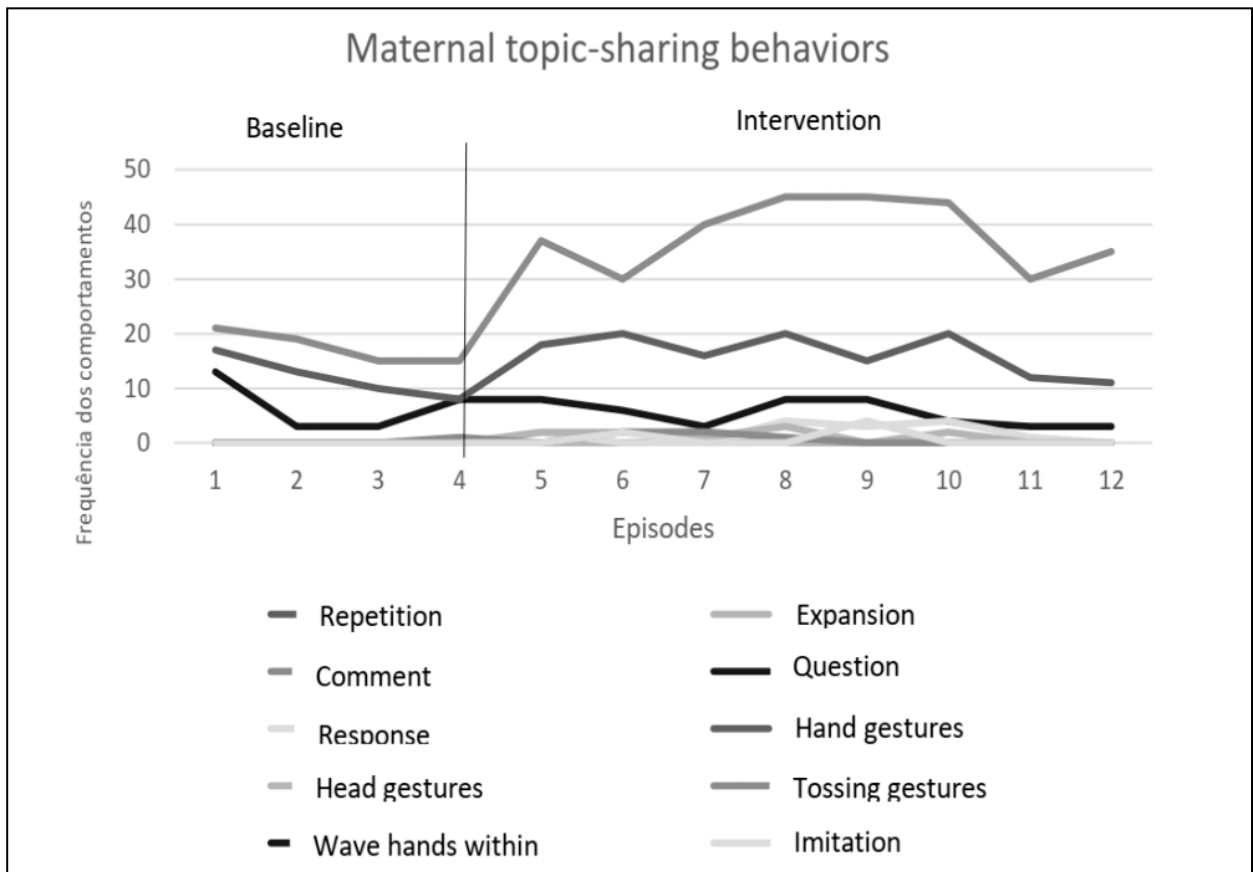 Maternal topic-sharing behaviors
Baseline
Intervention
Frequência dos comportamentos
50
40
30
20
10
0
1 2 3 4 5 6 7 8 9 10 11 12
Episodes
Repetition
Expansion
Comment
Question
Response
Hand gestures
Head gestures
Tossing gestures
Wave hands within
Imitation